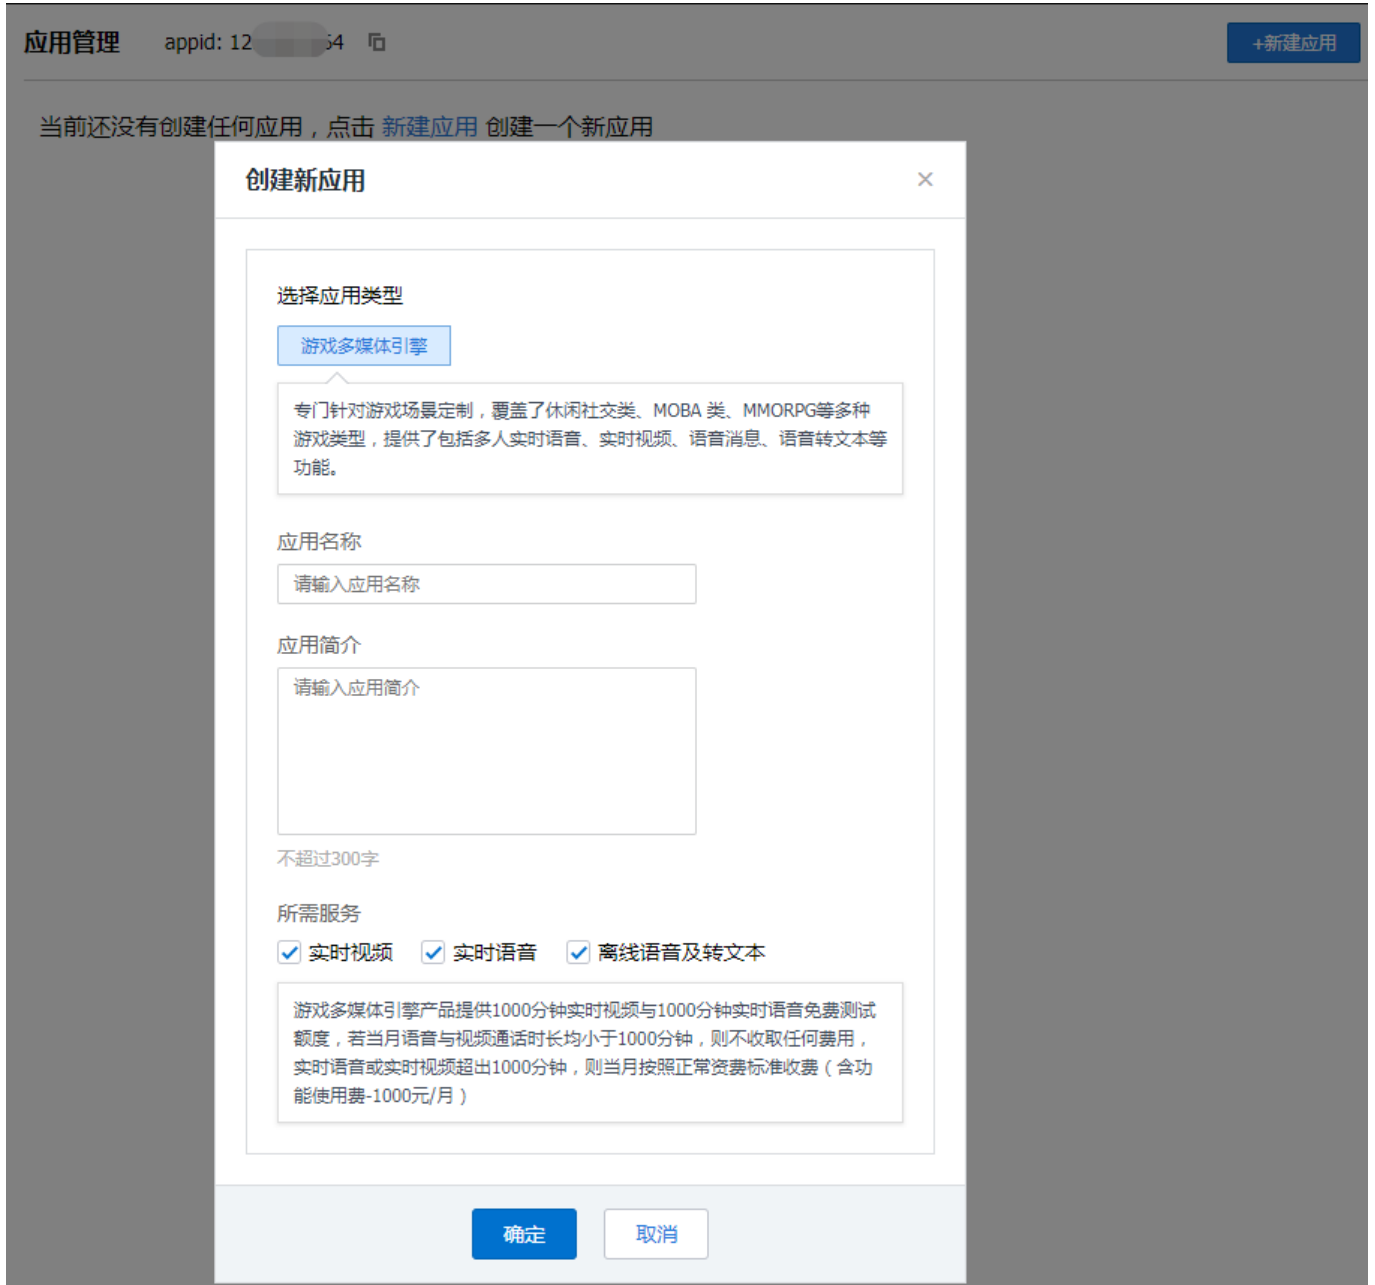 应用管理 appid: 12 54
+新建应用
当前还没有创建任何应用，点击 新建应用 创建一个新应用
创建新应用
选择应用类型
游戏多媒体引擎
专门针对游戏场景定制，覆盖了休闲社交类、MOBA 类、MMORPG等多种
游戏类型，提供了包括多人实时语音、实时视频、语音消息、语音转文本等
功能。
应用名称
请输入应用名称
应用简介
请输入应用简介
不超过300字
所需服务
实时视频 实时语音 离线语音及转文本
游戏多媒体引擎产品提供1000分钟实时视频与1000分钟实时语音免费测试
额度，若当月语音与视频通话时长均小于1000分钟，则不收取任何费用，
实时语音或实时视频超出1000分钟，则当月按照正常资费标准收费（含功
能使用费-1000元/月）
确定 取消